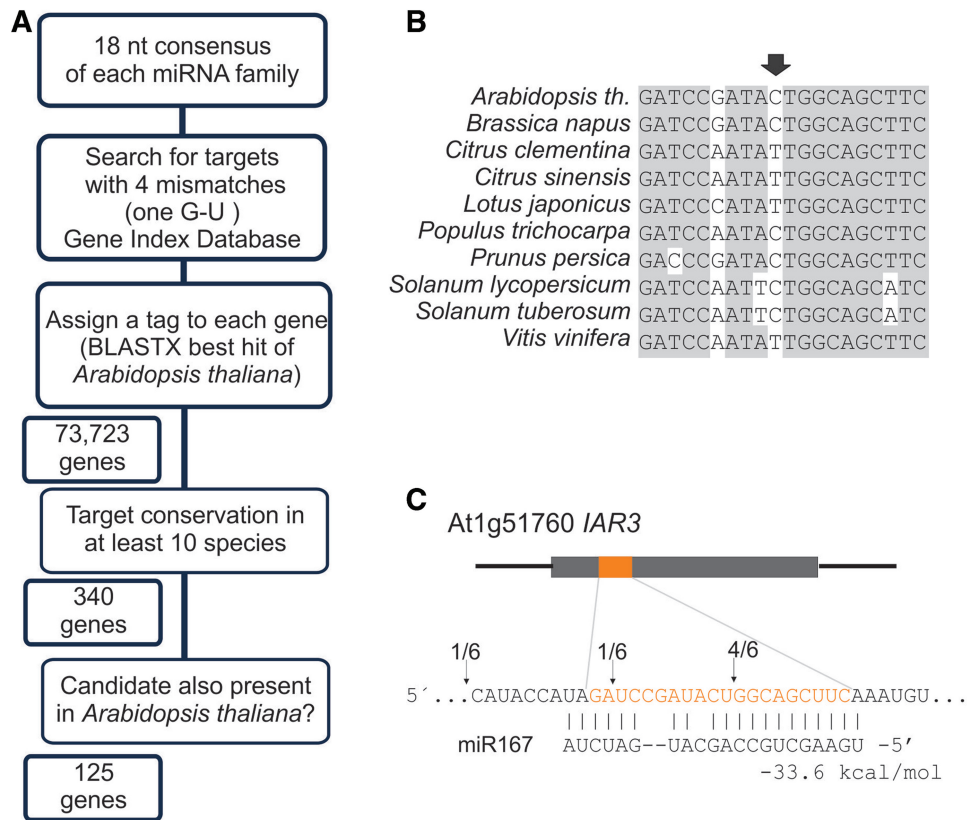 A
18 nt consensus
of each miRNA family
Search for targets
with 4 mismatches
(one G-U )
Gene Index Database
Assign a tag to each gene
(BLASTX best hit of
Arabidopsis thaliana)
73,723
genes
Target conservation in
at least 10 species
340
genes
Candidate also present
in Arabidopsis thaliana?
125
genes
B
Arabidopsis th. GATCCGATACTGGCAGCTTC
Brassica napus GATCCGATACTGGCAGCTTC
Citrus clementina GATCCAATATTGGCAGCTTC
Citrus sinensis GATCCAATATTGGCAGCTTC
Lotus japonicus GATCCCATATTGGCAGCTTC
Populus trichocarpa GATCCAATACTGGCAGCTTC
Prunus persica GACCCGATACTGGCAGCTTC
Solanum lycopersicum GATCCAATTCTGGCAGCATC
Solanum tuberosum GATCCAATTCTGGCAGCATC
Vitis vinifera GATCCAATATTGGCAGCTTC
C
At1g51760 IAR3
1/6 1/6 4/6
5´...CAUACCAUAGAUCCGAUACUGGCAGCUUCAAAUGU...
miR167 AUCUAG--UACGACCGUCGAAGU -5’
-33.6 kcal/mol